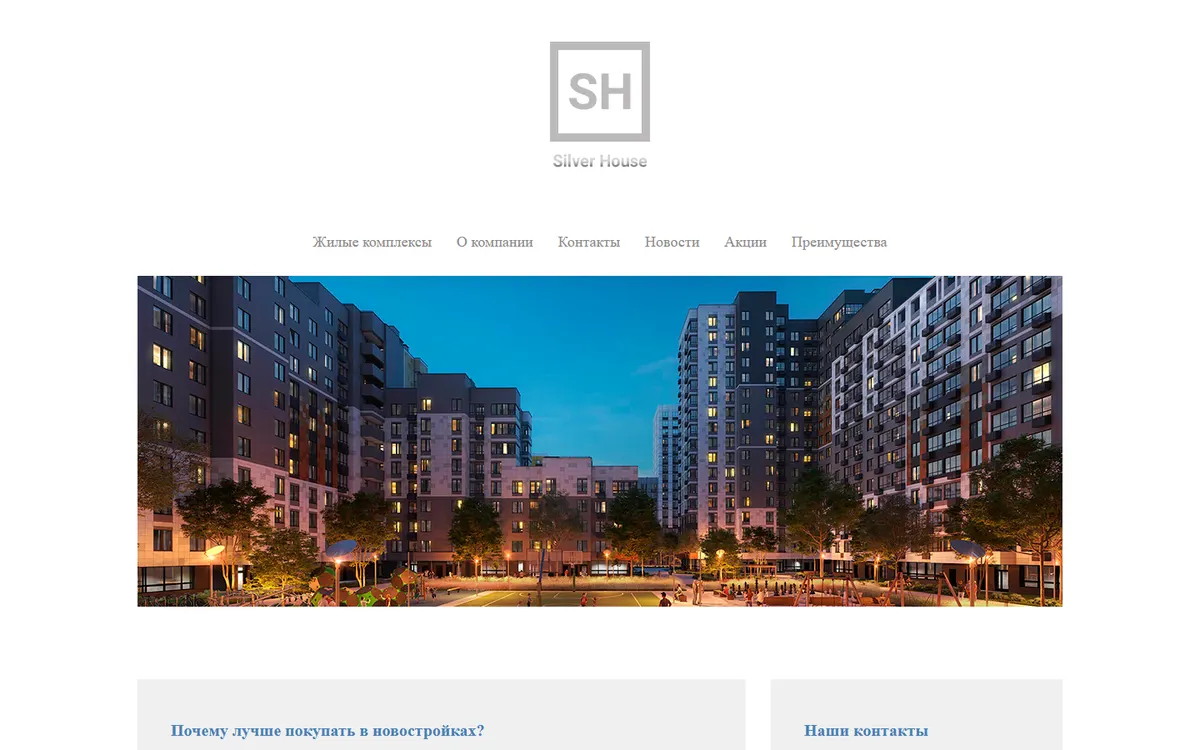 SH
Silver House
Жилые комплексы О компании Контакты Новости Акции Преимущества
Почему лучше покупать в новостройках?
Наши контакты